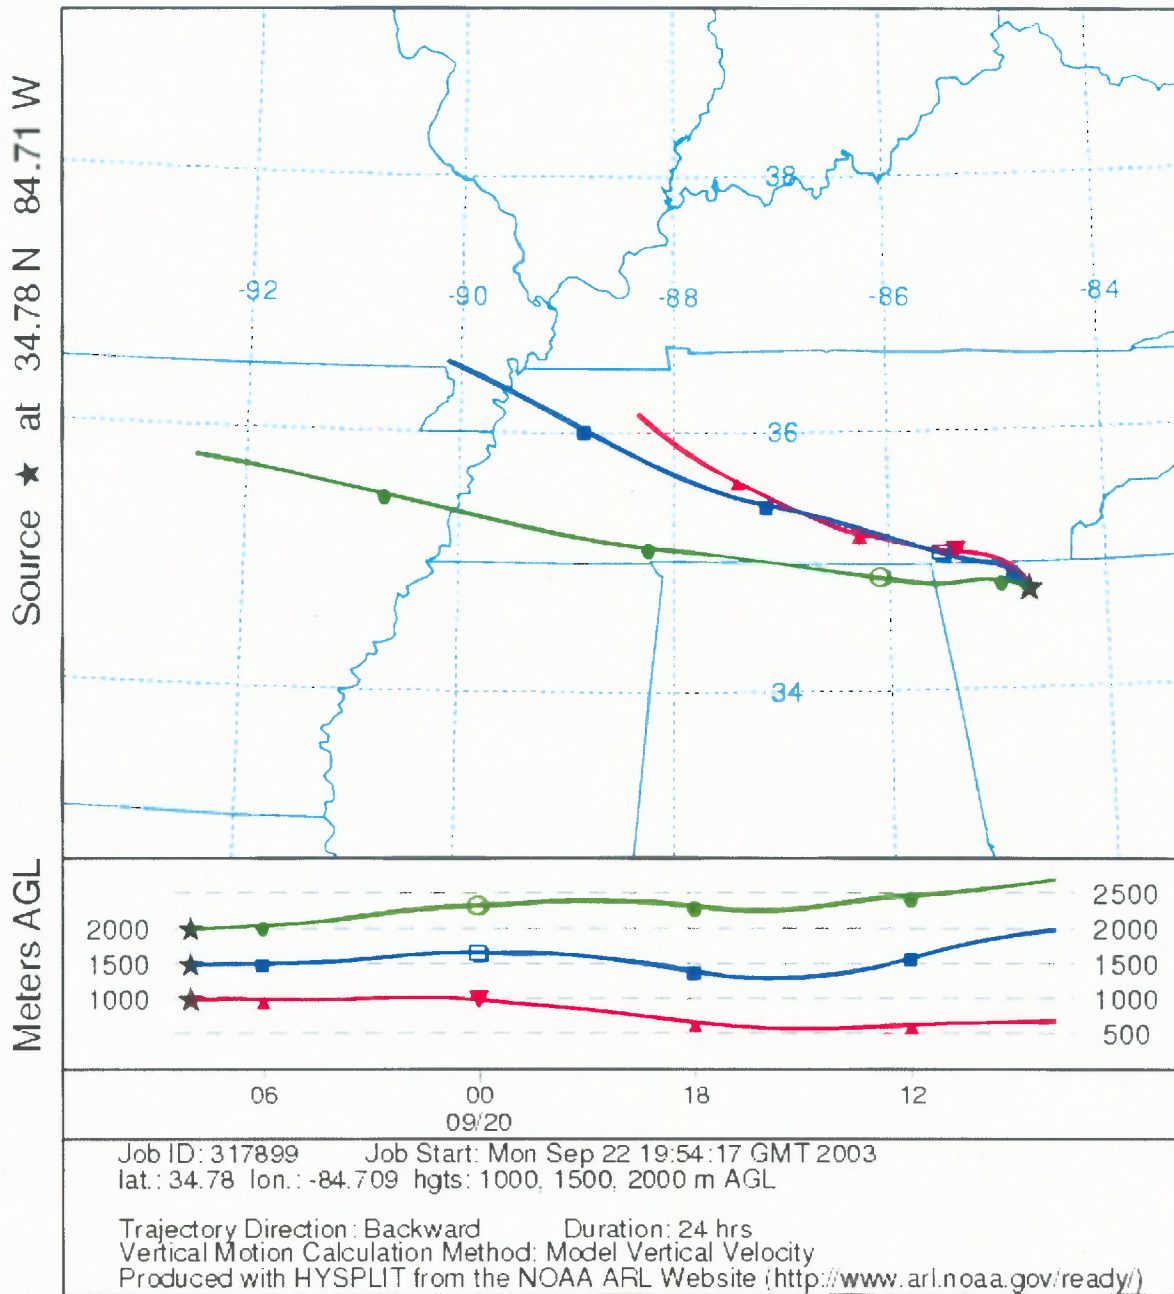 Source ★ at 34.78 N 84.71 W
38
-92 -90 -88 -86 -84
36
34
Meters AGL
2000
1500
1000
2500
2000
1500
1000
500
06 00 18 12
09/20
Job ID: 317899 Job Start: Mon Sep 22 19:54:17 GMT 2003
lat.: 34.78 lon.: -84.709 hgts: 1000, 1500, 2000 m AGL
Trajectory Direction: Backward Duration: 24 hrs
Vertical Motion Calculation Method: Model Vertical Velocity
Produced with HYSPLIT from the NOAA ARL Website (http://www.arl.noaa.gov/ready/)